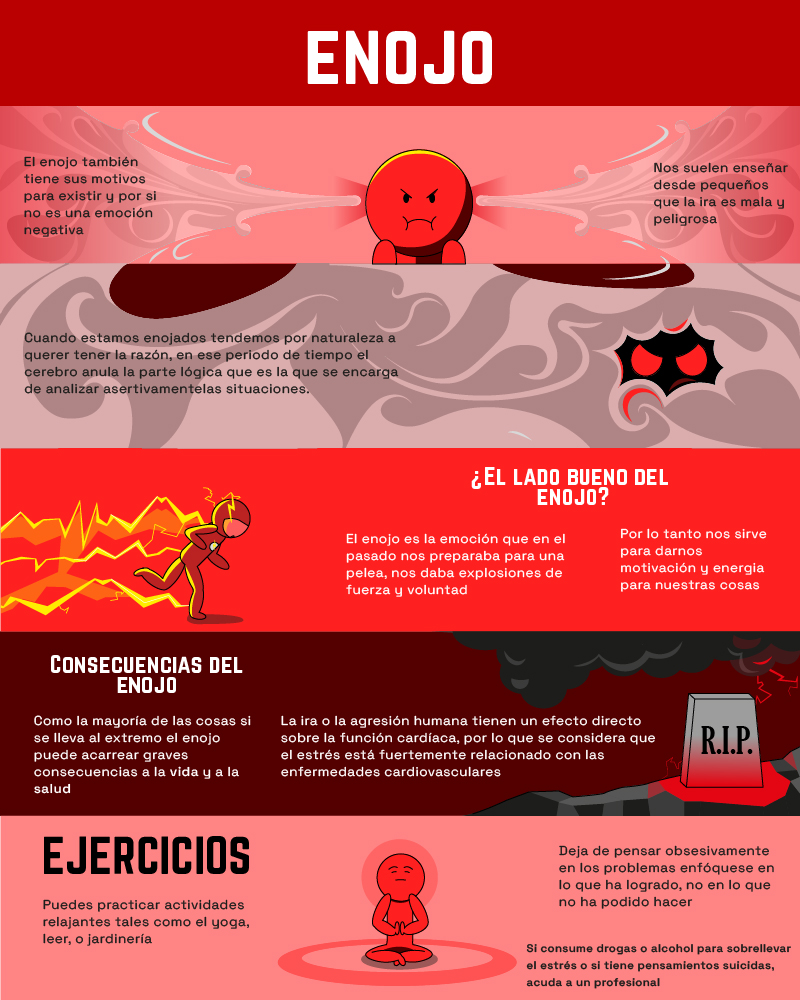 ENOJO
El enojo también
tiene sus motivos
para existir y por si
no es una emoción
negativa
Nos suelen enseñar
desde pequeños
que la ira es mala y
peligrosa
Cuando estamos enojados tendemos por naturaleza a
querer tener la razón, en ese periodo de tiempo el
cerebro anula la parte lógica que es la que se encarga
de analizar asertivamentelas situaciones.
¿El lado bueno del
enojo?
El enojo es la emoción que en el
pasado nos preparaba para una
pelea, nos daba explosiones de
fuerza y voluntad
Por lo tanto nos sirve
para darnos
motivación y energia
para nuestras cosas
Consecuencias del
enojo
Como la mayoría de las cosas si
se lleva al extremo el enojo
puede acarrear graves
consecuencias a la vida y a la
salud
La ira o la agresión humana tienen un efecto directo
sobre la función cardíaca, por lo que se considera que
el estrés está fuertemente relacionado con las
enfermedades cardiovasculares
R.I.P.
EJERCICIOS
Puedes practicar actividades
relajantes tales como el yoga,
leer, o jardinería
Deja de pensar obsesivamente
en los problemas enfóquese en
lo que ha logrado, no en lo que
no ha podido hacer
Si consume drogas o alcohol para sobrellevar
el estrés o si tiene pensamientos suicidas,
acuda a un profesional